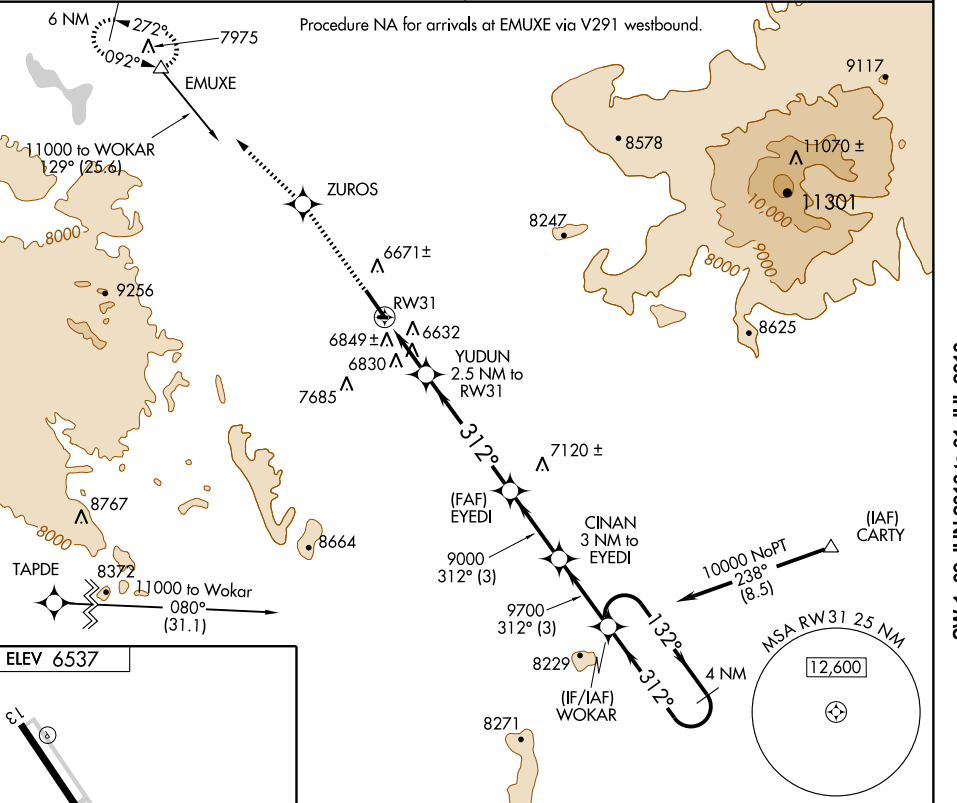 Procedure NA for arrivals at EMUXE via V291 westbound.
6 NM
272°
7975
092°
EMUXE
9117
8578
11070 ±
11301
10,000
9000
8000
8625
8247
11000 to WOKAR
129° (25.6)
ZUROS
8000
9256
6671±
RW31
6849±
6632
6830
7685
YUDUN
2.5 NM to
RW31
312°
7120 ±
(FAF)
EYEDI
CINAN
3 NM to
EYEDI
(IAF)
CARTY
10000 NoPT
238°
(8.5)
9000
312° (3)
9700
312° (3)
8767
8000
8664
TAPDE
8372
11000 to Wokar
080°
(31.1)
132°
312°
4 NM
8229
(IF/IAF)
WOKAR
8271
MSA RW31 25 NM
12,600
ELEV 6537
13
P